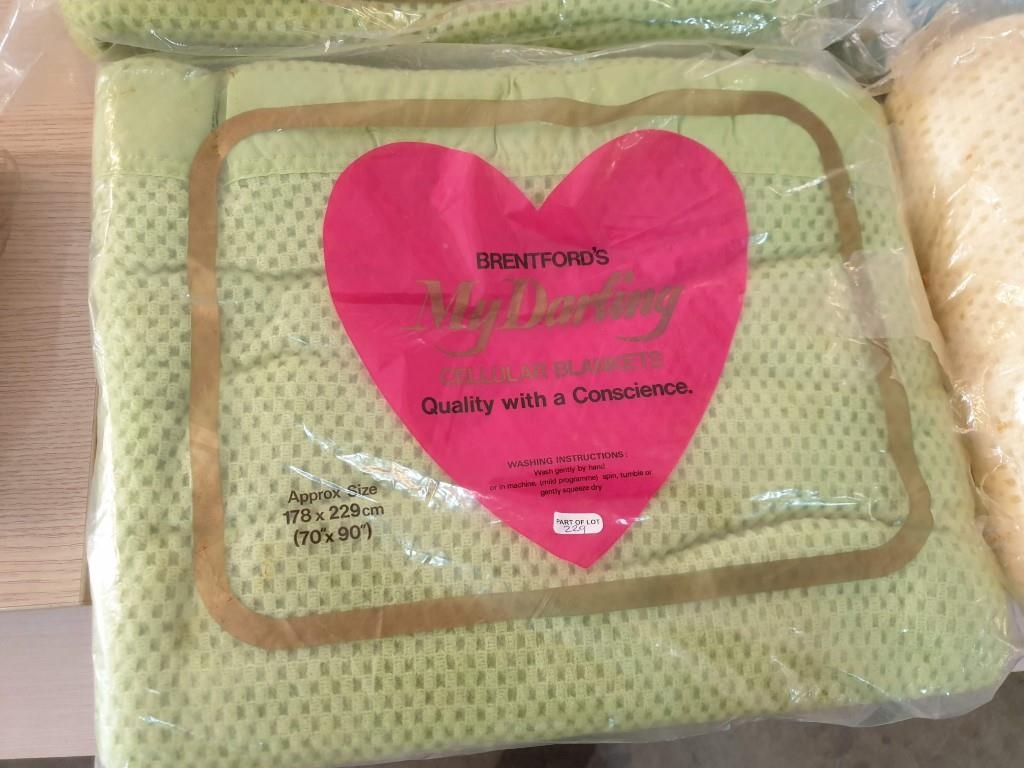 BRENTFORD'S
My Darling
CELLULAR BLANKETS
Quality with a Conscience.
WASHING INSTRUCTIONS:
Wash gently by hand
or in machine, (mild programme) spin, tumble or
gently squeeze dry
PART OF LOT
229
Approx Size
178 x 229cm
(70"x 90")